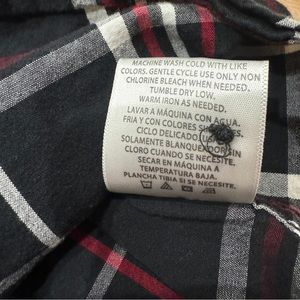 MACHINE WASH COLD WITH LIKE
COLORS. GENTLE CYCLE USE ONLY NON
CHLORINE BLEACH WHEN NEEDED.
TUMBLE DRY LOW.
WARM IRON AS NEEDED.
LAVAR A MÁQUINA CON AGUA
FRIA Y CON COLORES
CICLO DELICADO
SOLAMENTE BLANQUEADOR SIN
CLORO CUANDO SE NECESITE.
SECAR EN MÁQUINA A
TEMPERATURA BAJA.
PLANCHA TIBIA SI SE NECESITE.